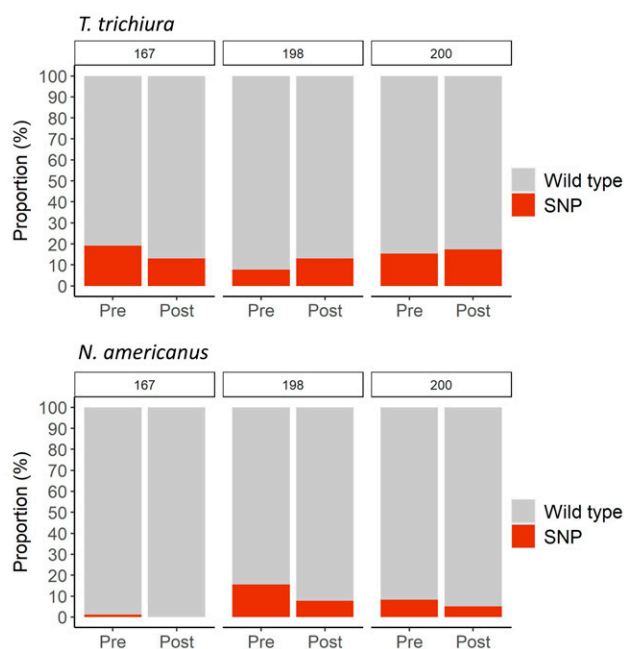 T. trichiura
167 198 200
100
90
80
70
60
50
40
30
20
10
0
Proportion (%)
Pre Post Pre Post Pre Post
Wild type
SNP
N. americanus
167 198 200
100
90
80
70
60
50
40
30
20
10
0
Proportion (%)
Pre Post Pre Post Pre Post
Wild type
SNP